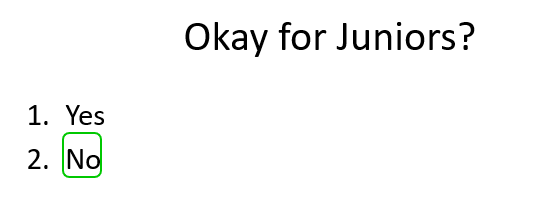 Okay for Juniors?
1. Yes
2. No